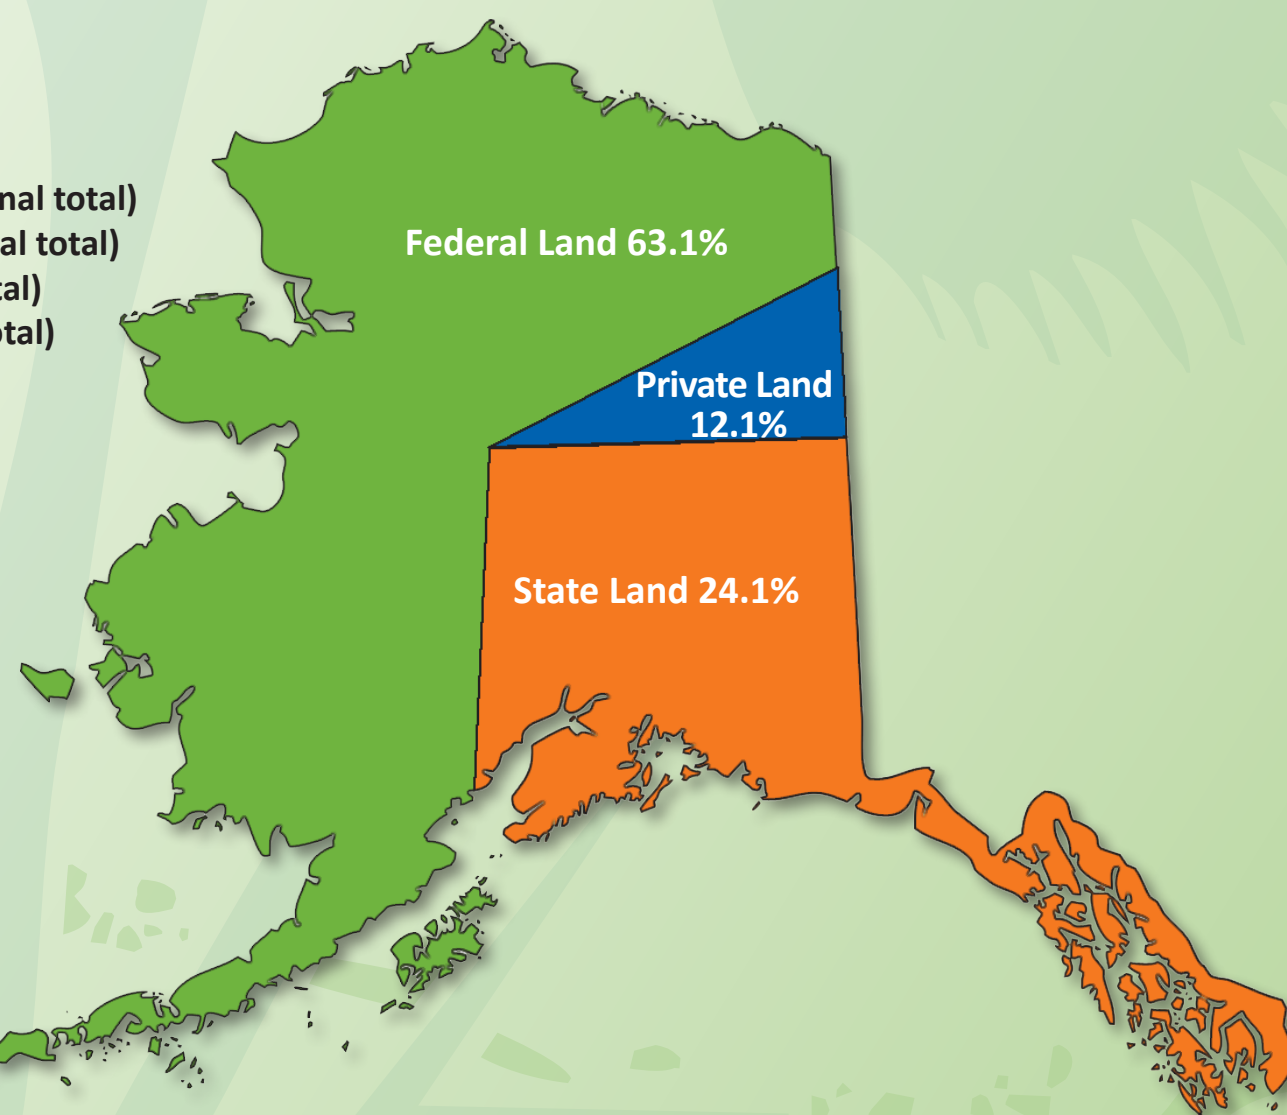 nal total)
al total)
tal)
otal)
Federal Land 63.1%
Private Land
12.1%
State Land 24.1%